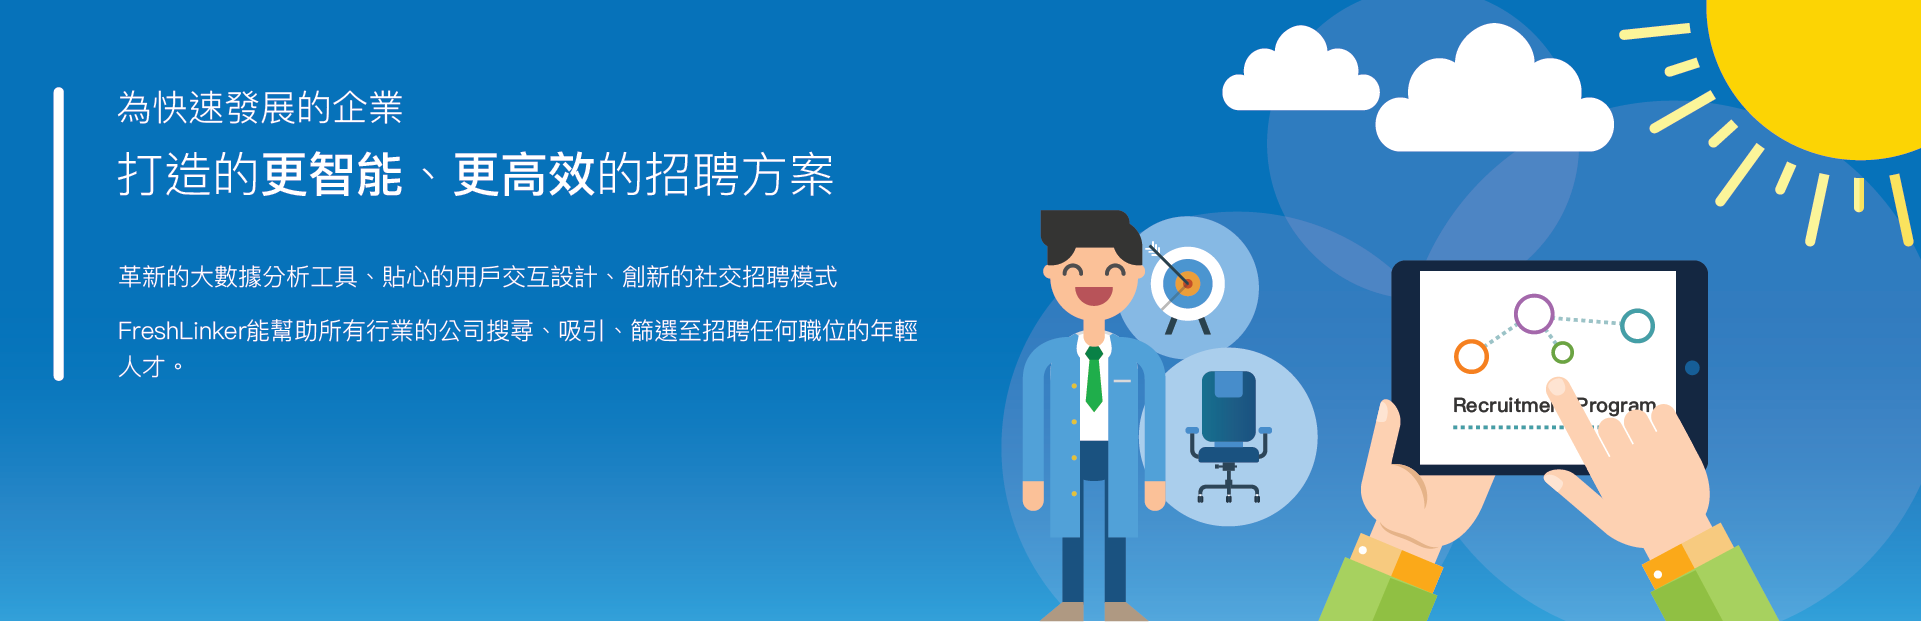 為快速發展的企業
打造的更智能、更高效的招聘方案
革新的大數據分析工具、貼心的用戶交互設計、創新的社交招聘模式
FreshLinker能幫助所有行業的公司搜尋、吸引、篩選至招聘任何職位的年輕
人才。
Program